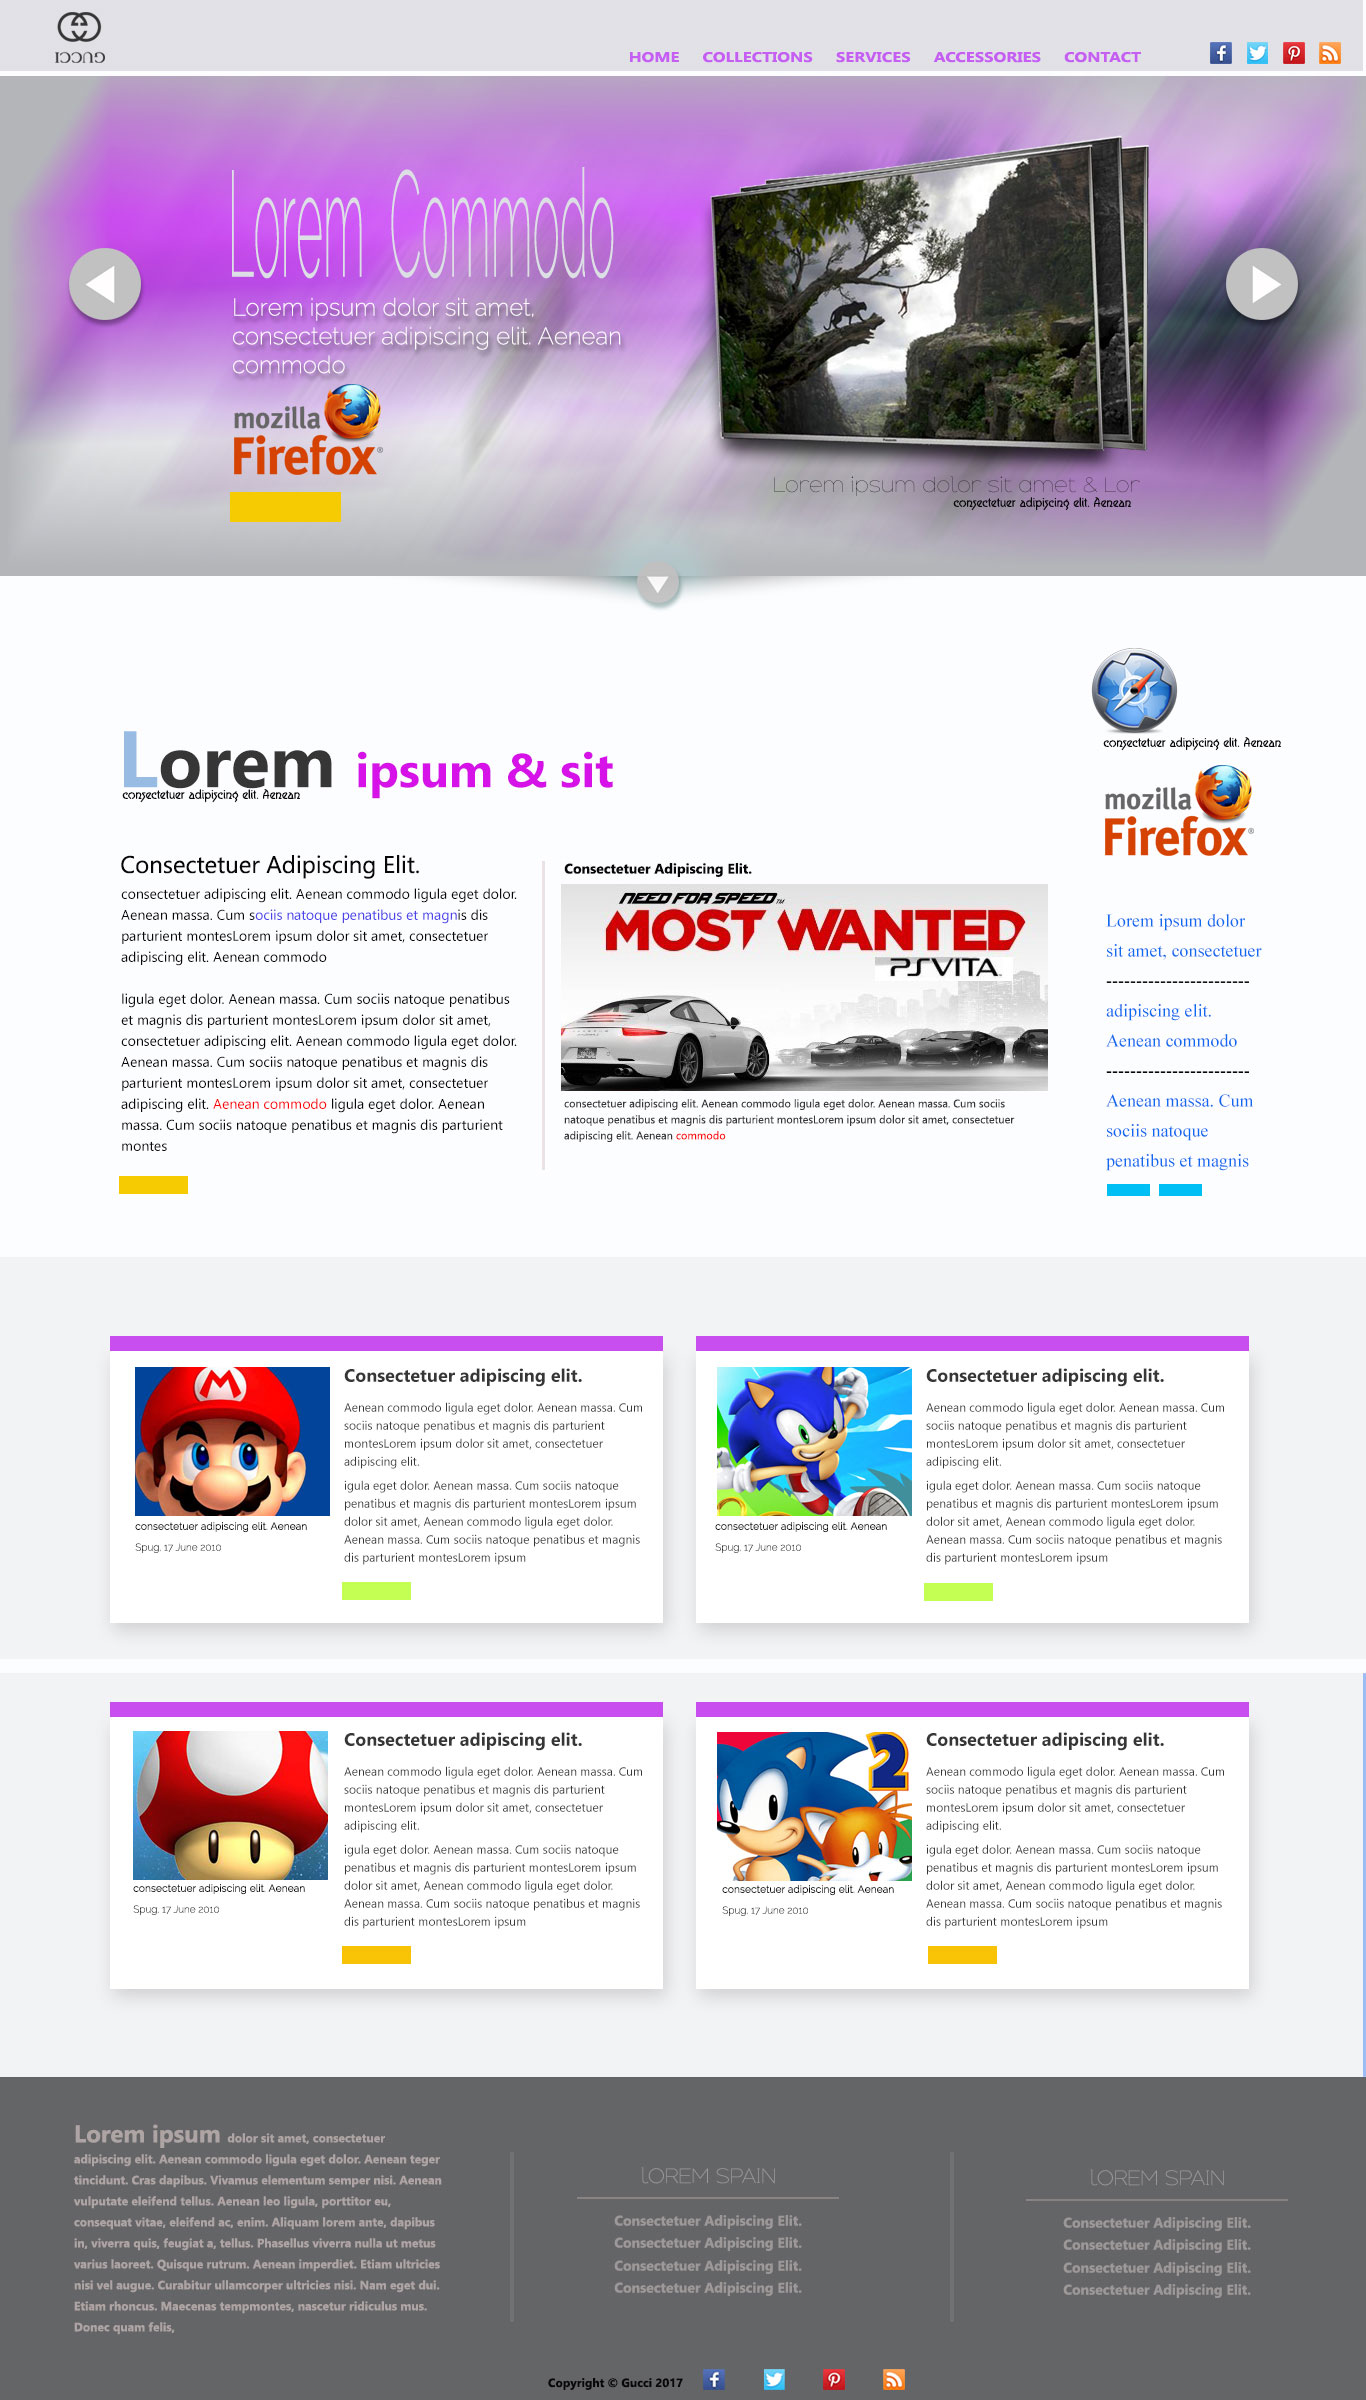 GUCCI
HOME COLLECTIONS SERVICES ACCESSORIES CONTACT
Lorem Commodo
Lorem ipsum dolor sit amet,
consectetuer adipiscing elit. Aenean
commodo
mozilla
Firefox®
Lorem ipsum dolor sit amet & Lor
consectetuer adipiscing elit. Aenean
consectetuer adipiscing elit. Aenean
mozilla
Firefox®
Lorem ipsum & sit
consectetuer adipiscing elit. Aenean
Consectetuer Adipiscing Elit.
consectetuer adipiscing elit. Aenean commodo ligula eget dolor.
Aenean massa. Cum sociis natoque penatibus et magnis dis
parturient montesLorem ipsum dolor sit amet, consectetuer
adipiscing elit. Aenean commodo
ligula eget dolor. Aenean massa. Cum sociis natoque penatibus
et magnis dis parturient montesLorem ipsum dolor sit amet,
consectetuer adipiscing elit. Aenean commodo ligula eget dolor.
Aenean massa. Cum sociis natoque penatibus et magnis dis
parturient montesLorem ipsum dolor sit amet, consectetuer
adipiscing elit. Aenean commodo ligula eget dolor. Aenean
massa. Cum sociis natoque penatibus et magnis dis parturient
montes
Consectetuer Adipiscing Elit.
NEED FOR SPEED™
MOST WANTED
PSVITA
consectetuer adipiscing elit. Aenean commodo ligula eget dolor. Aenean massa. Cum sociis
natoque penatibus et magnis dis parturient montesLorem ipsum dolor sit amet, consectetuer
adipiscing elit. Aenean commodo
Lorem ipsum dolor
sit amet, consectetuer
------------------------
adipiscing elit.
Aenean commodo
------------------------
Aenean massa. Cum
sociis natoque
penatibus et magnis
M
consectetuer adipiscing elit. Aenean
Spug. 17 June 2010
Consectetuer adipiscing elit.
Aenean commodo ligula eget dolor. Aenean massa. Cum
sociis natoque penatibus et magnis dis parturient
montesLorem ipsum dolor sit amet, consectetuer
adipiscing elit.
igula eget dolor. Aenean massa. Cum sociis natoque
penatibus et magnis dis parturient montesLorem ipsum
dolor sit amet, Aenean commodo ligula eget dolor.
Aenean massa. Cum sociis natoque penatibus et magnis
dis parturient montesLorem ipsum
consectetuer adipiscing elit. Aenean
Spug. 17 June 2010
Consectetuer adipiscing elit.
Aenean commodo ligula eget dolor. Aenean massa. Cum
sociis natoque penatibus et magnis dis parturient
montesLorem ipsum dolor sit amet, consectetuer
adipiscing elit.
igula eget dolor. Aenean massa. Cum sociis natoque
penatibus et magnis dis parturient montesLorem ipsum
dolor sit amet, Aenean commodo ligula eget dolor.
Aenean massa. Cum sociis natoque penatibus et magnis
dis parturient montesLorem ipsum
consectetuer adipiscing elit. Aenean
Spug. 17 June 2010
Consectetuer adipiscing elit.
Aenean commodo ligula eget dolor. Aenean massa. Cum
sociis natoque penatibus et magnis dis parturient
montesLorem ipsum dolor sit amet, consectetuer
adipiscing elit.
igula eget dolor. Aenean massa. Cum sociis natoque
penatibus et magnis dis parturient montesLorem ipsum
dolor sit amet, Aenean commodo ligula eget dolor.
Aenean massa. Cum sociis natoque penatibus et magnis
dis parturient montesLorem ipsum
2
consectetuer adipiscing elit. Aenean
Spug. 17 June 2010
Consectetuer adipiscing elit.
Aenean commodo ligula eget dolor. Aenean massa. Cum
sociis natoque penatibus et magnis dis parturient
montesLorem ipsum dolor sit amet, consectetuer
adipiscing elit.
igula eget dolor. Aenean massa. Cum sociis natoque
penatibus et magnis dis parturient montesLorem ipsum
dolor sit amet, Aenean commodo ligula eget dolor.
Aenean massa. Cum sociis natoque penatibus et magnis
dis parturient montesLorem ipsum
Lorem ipsum dolor sit amet, consectetuer
adipiscing elit. Aenean commodo ligula eget dolor. Aenean teger
tincidunt. Cras dapibus. Vivamus elementum semper nisi. Aenean
vulputate eleifend tellus. Aenean leo ligula, porttitor eu,
consequat vitae, eleifend ac, enim. Aliquam lorem ante, dapibus
in, viverra quis, feugiat a, tellus. Phasellus viverra nulla ut metus
varius laoreet. Quisque rutrum. Aenean imperdiet. Etiam ultricies
nisi vel augue. Curabitur ullamcorper ultricies nisi. Nam eget dui.
Etiam rhoncus. Maecenas tempmontes, nascetur ridiculus mus.
Donec quam felis,
LOREM SPAIN
Consectetuer Adipiscing Elit.
Consectetuer Adipiscing Elit.
Consectetuer Adipiscing Elit.
Consectetuer Adipiscing Elit.
LOREM SPAIN
Consectetuer Adipiscing Elit.
Consectetuer Adipiscing Elit.
Consectetuer Adipiscing Elit.
Consectetuer Adipiscing Elit.
Copyright © Gucci 2017